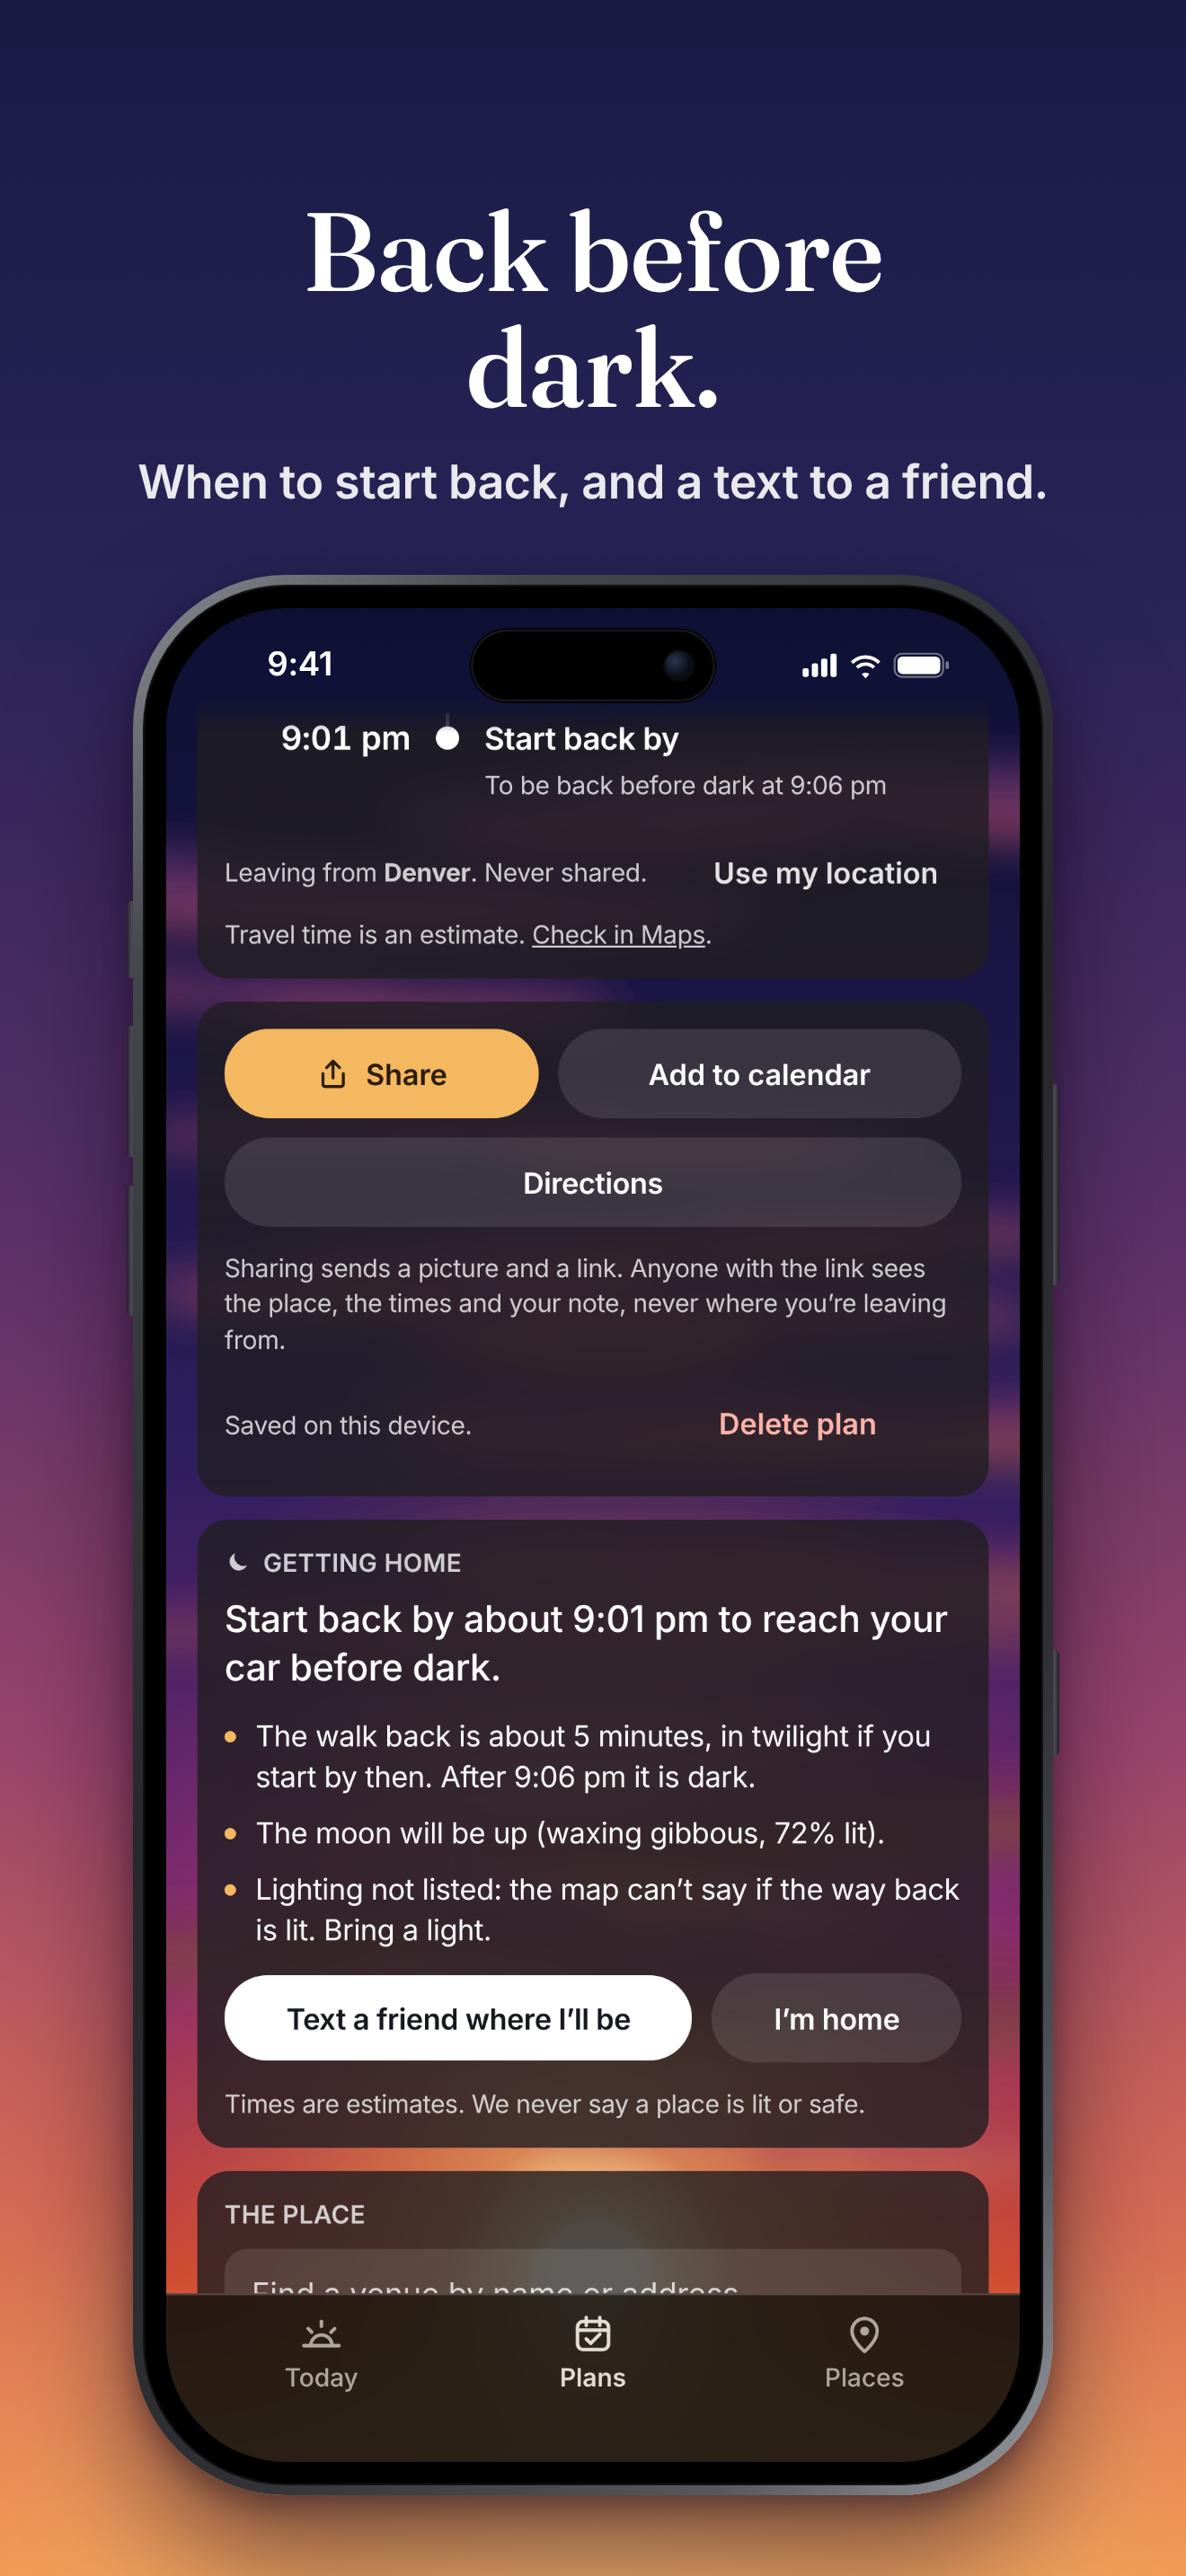 Back before
dark.
When to start back, and a text to a friend.
9:41
9:01 pm Start back by
To be back before dark at 9:06 pm
Leaving from Denver. Never shared. Use my location
Travel time is an estimate. Check in Maps.
Share Add to calendar
Directions
Sharing sends a picture and a link. Anyone with the link sees
the place, the times and your note, never where you’re leaving
from.
Saved on this device. Delete plan
GETTING HOME
Start back by about 9:01 pm to reach your
car before dark.
The walk back is about 5 minutes, in twilight if you
start by then. After 9:06 pm it is dark.
The moon will be up (waxing gibbous, 72% lit).
Lighting not listed: the map can’t say if the way back
is lit. Bring a light.
Text a friend where I’ll be I’m home
Times are estimates. We never say a place is lit or safe.
THE PLACE
Find a venue by name or address
Today Plans Places